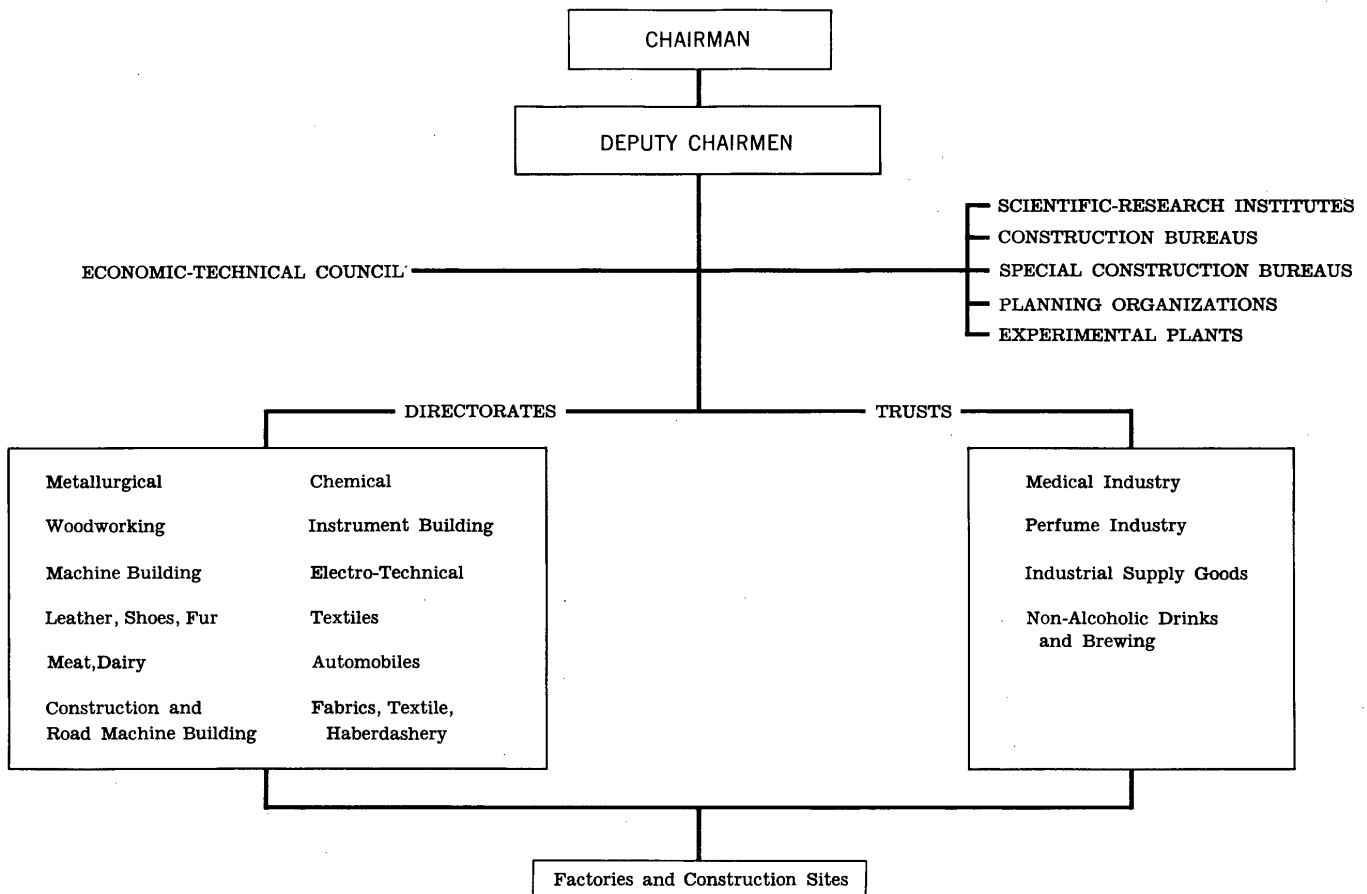 CHAIRMAN
DEPUTY CHAIRMEN
SCIENTIFIC-RESEARCH INSTITUTES
CONSTRUCTION BUREAUS
ECONOMIC-TECHNICAL COUNCIL
SPECIAL CONSTRUCTION BUREAUS
PLANNING ORGANIZATIONS
EXPERIMENTAL PLANTS
DIRECTORATES
TRUSTS
Metallurgical
Chemical
Woodworking
Instrument Building
Machine Building
Electro-Technical
Leather, Shoes, Fur
Textiles
Meat,Dairy
Automobiles
Construction and
Road Machine Building
Fabrics, Textile,
Haberdashery
Medical Industry
Perfume Industry
Industrial Supply Goods
Non-Alcoholic Drinks
and Brewing
Factories and Construction Sites